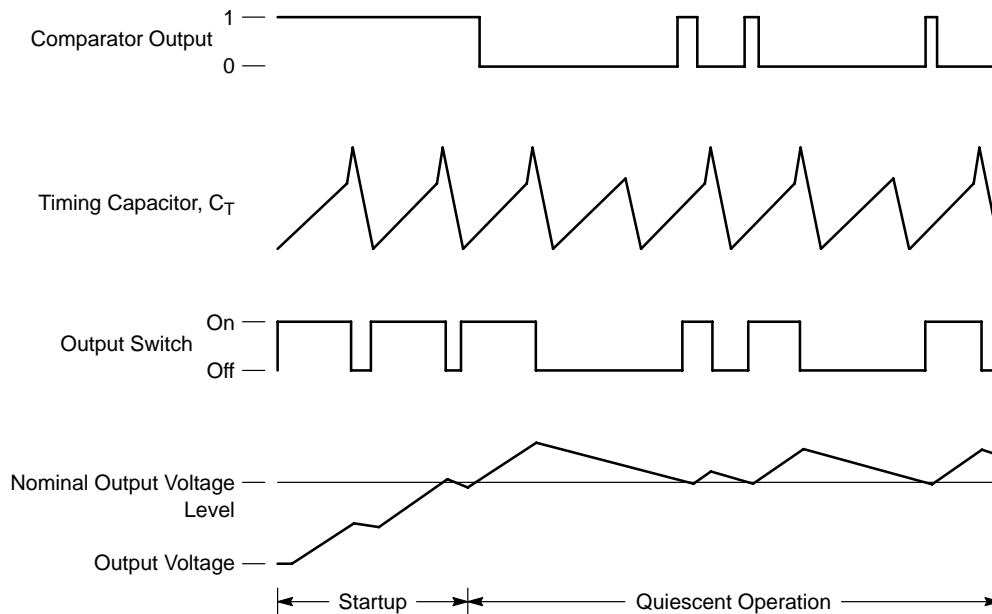 1
Comparator Output
0
Timing Capacitor, CT
On
Output Switch
Off
Nominal Output Voltage
Level
Output Voltage
Startup
Quiescent Operation